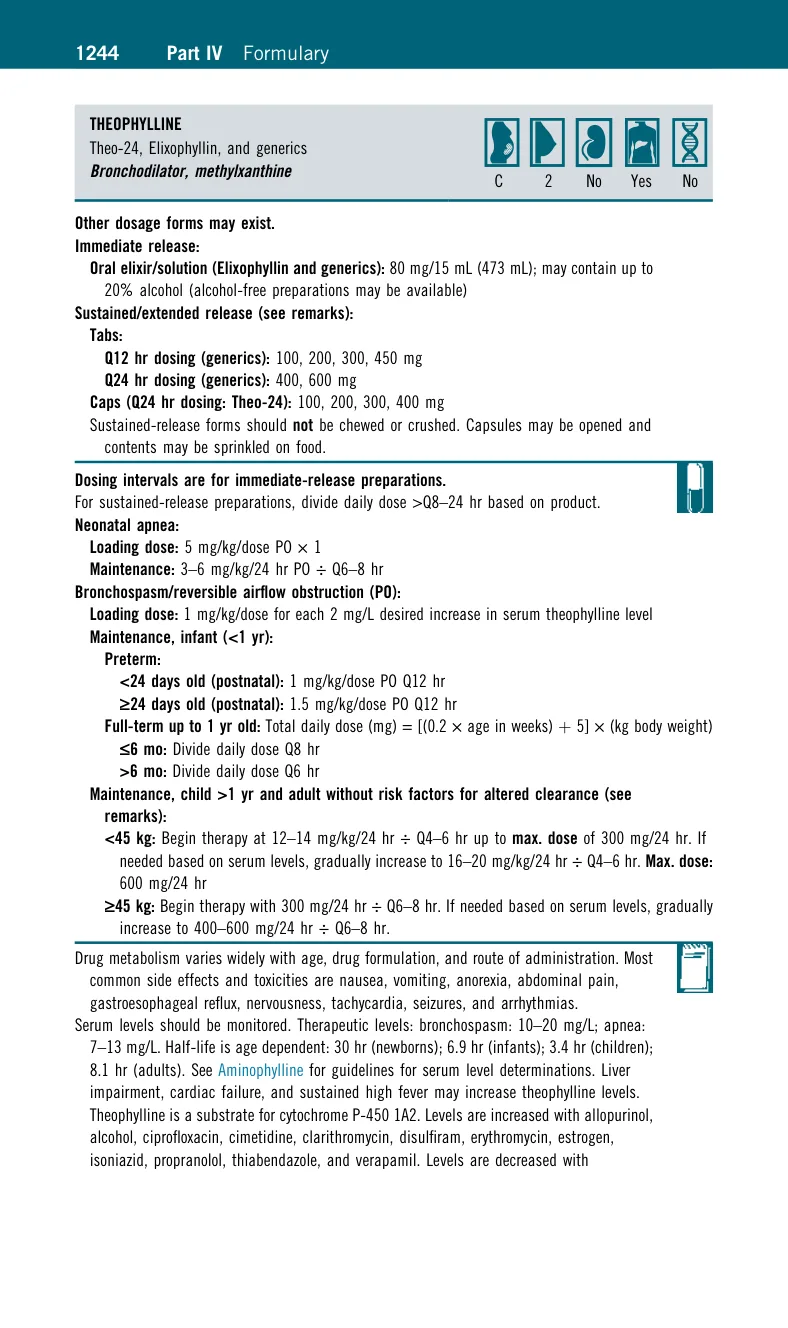 1244 Part IV Formulary
THEOPHYLLINE
Theo-24, Elixophyllin, and generics
Bronchodilator, methylxanthine
C 2 No Yes No
Other dosage forms may exist.
Immediate release:
Oral elixir/solution (Elixophyllin and generics): 80 mg/15 mL (473 mL); may contain up to
20% alcohol (alcohol-free preparations may be available)
Sustained/extended release (see remarks):
Tabs:
Q12 hr dosing (generics): 100, 200, 300, 450 mg
Q24 hr dosing (generics): 400, 600 mg
Caps (Q24 hr dosing: Theo-24): 100, 200, 300, 400 mg
Sustained-release forms should not be chewed or crushed. Capsules may be opened and
contents may be sprinkled on food.
Dosing intervals are for immediate-release preparations.
For sustained-release preparations, divide daily dose >Q8–24 hr based on product.
Neonatal apnea:
Loading dose: 5 mg/kg/dose PO × 1
Maintenance: 3–6 mg/kg/24 hr PO ÷ Q6–8 hr
Bronchospasm/reversible airflow obstruction (PO):
Loading dose: 1 mg/kg/dose for each 2 mg/L desired increase in serum theophylline level
Maintenance, infant (<1 yr):
Preterm:
<24 days old (postnatal): 1 mg/kg/dose PO Q12 hr
≥24 days old (postnatal): 1.5 mg/kg/dose PO Q12 hr
Full-term up to 1 yr old: Total daily dose (mg) = [(0.2 × age in weeks) + 5] × (kg body weight)
≤6 mo: Divide daily dose Q8 hr
>6 mo: Divide daily dose Q6 hr
Maintenance, child >1 yr and adult without risk factors for altered clearance (see
remarks):
<45 kg: Begin therapy at 12–14 mg/kg/24 hr ÷ Q4–6 hr up to max. dose of 300 mg/24 hr. If
needed based on serum levels, gradually increase to 16–20 mg/kg/24 hr ÷ Q4–6 hr. Max. dose:
600 mg/24 hr
≥45 kg: Begin therapy with 300 mg/24 hr ÷ Q6–8 hr. If needed based on serum levels, gradually
increase to 400–600 mg/24 hr ÷ Q6–8 hr.
Drug metabolism varies widely with age, drug formulation, and route of administration. Most
common side effects and toxicities are nausea, vomiting, anorexia, abdominal pain,
gastroesophageal reflux, nervousness, tachycardia, seizures, and arrhythmias.
Serum levels should be monitored. Therapeutic levels: bronchospasm: 10–20 mg/L; apnea:
7–13 mg/L. Half-life is age dependent: 30 hr (newborns); 6.9 hr (infants); 3.4 hr (children);
8.1 hr (adults). See Aminophylline for guidelines for serum level determinations. Liver
impairment, cardiac failure, and sustained high fever may increase theophylline levels.
Theophylline is a substrate for cytochrome P-450 1A2. Levels are increased with allopurinol,
alcohol, ciprofloxacin, cimetidine, clarithromycin, disulfiram, erythromycin, estrogen,
isoniazid, propranolol, thiabendazole, and verapamil. Levels are decreased with